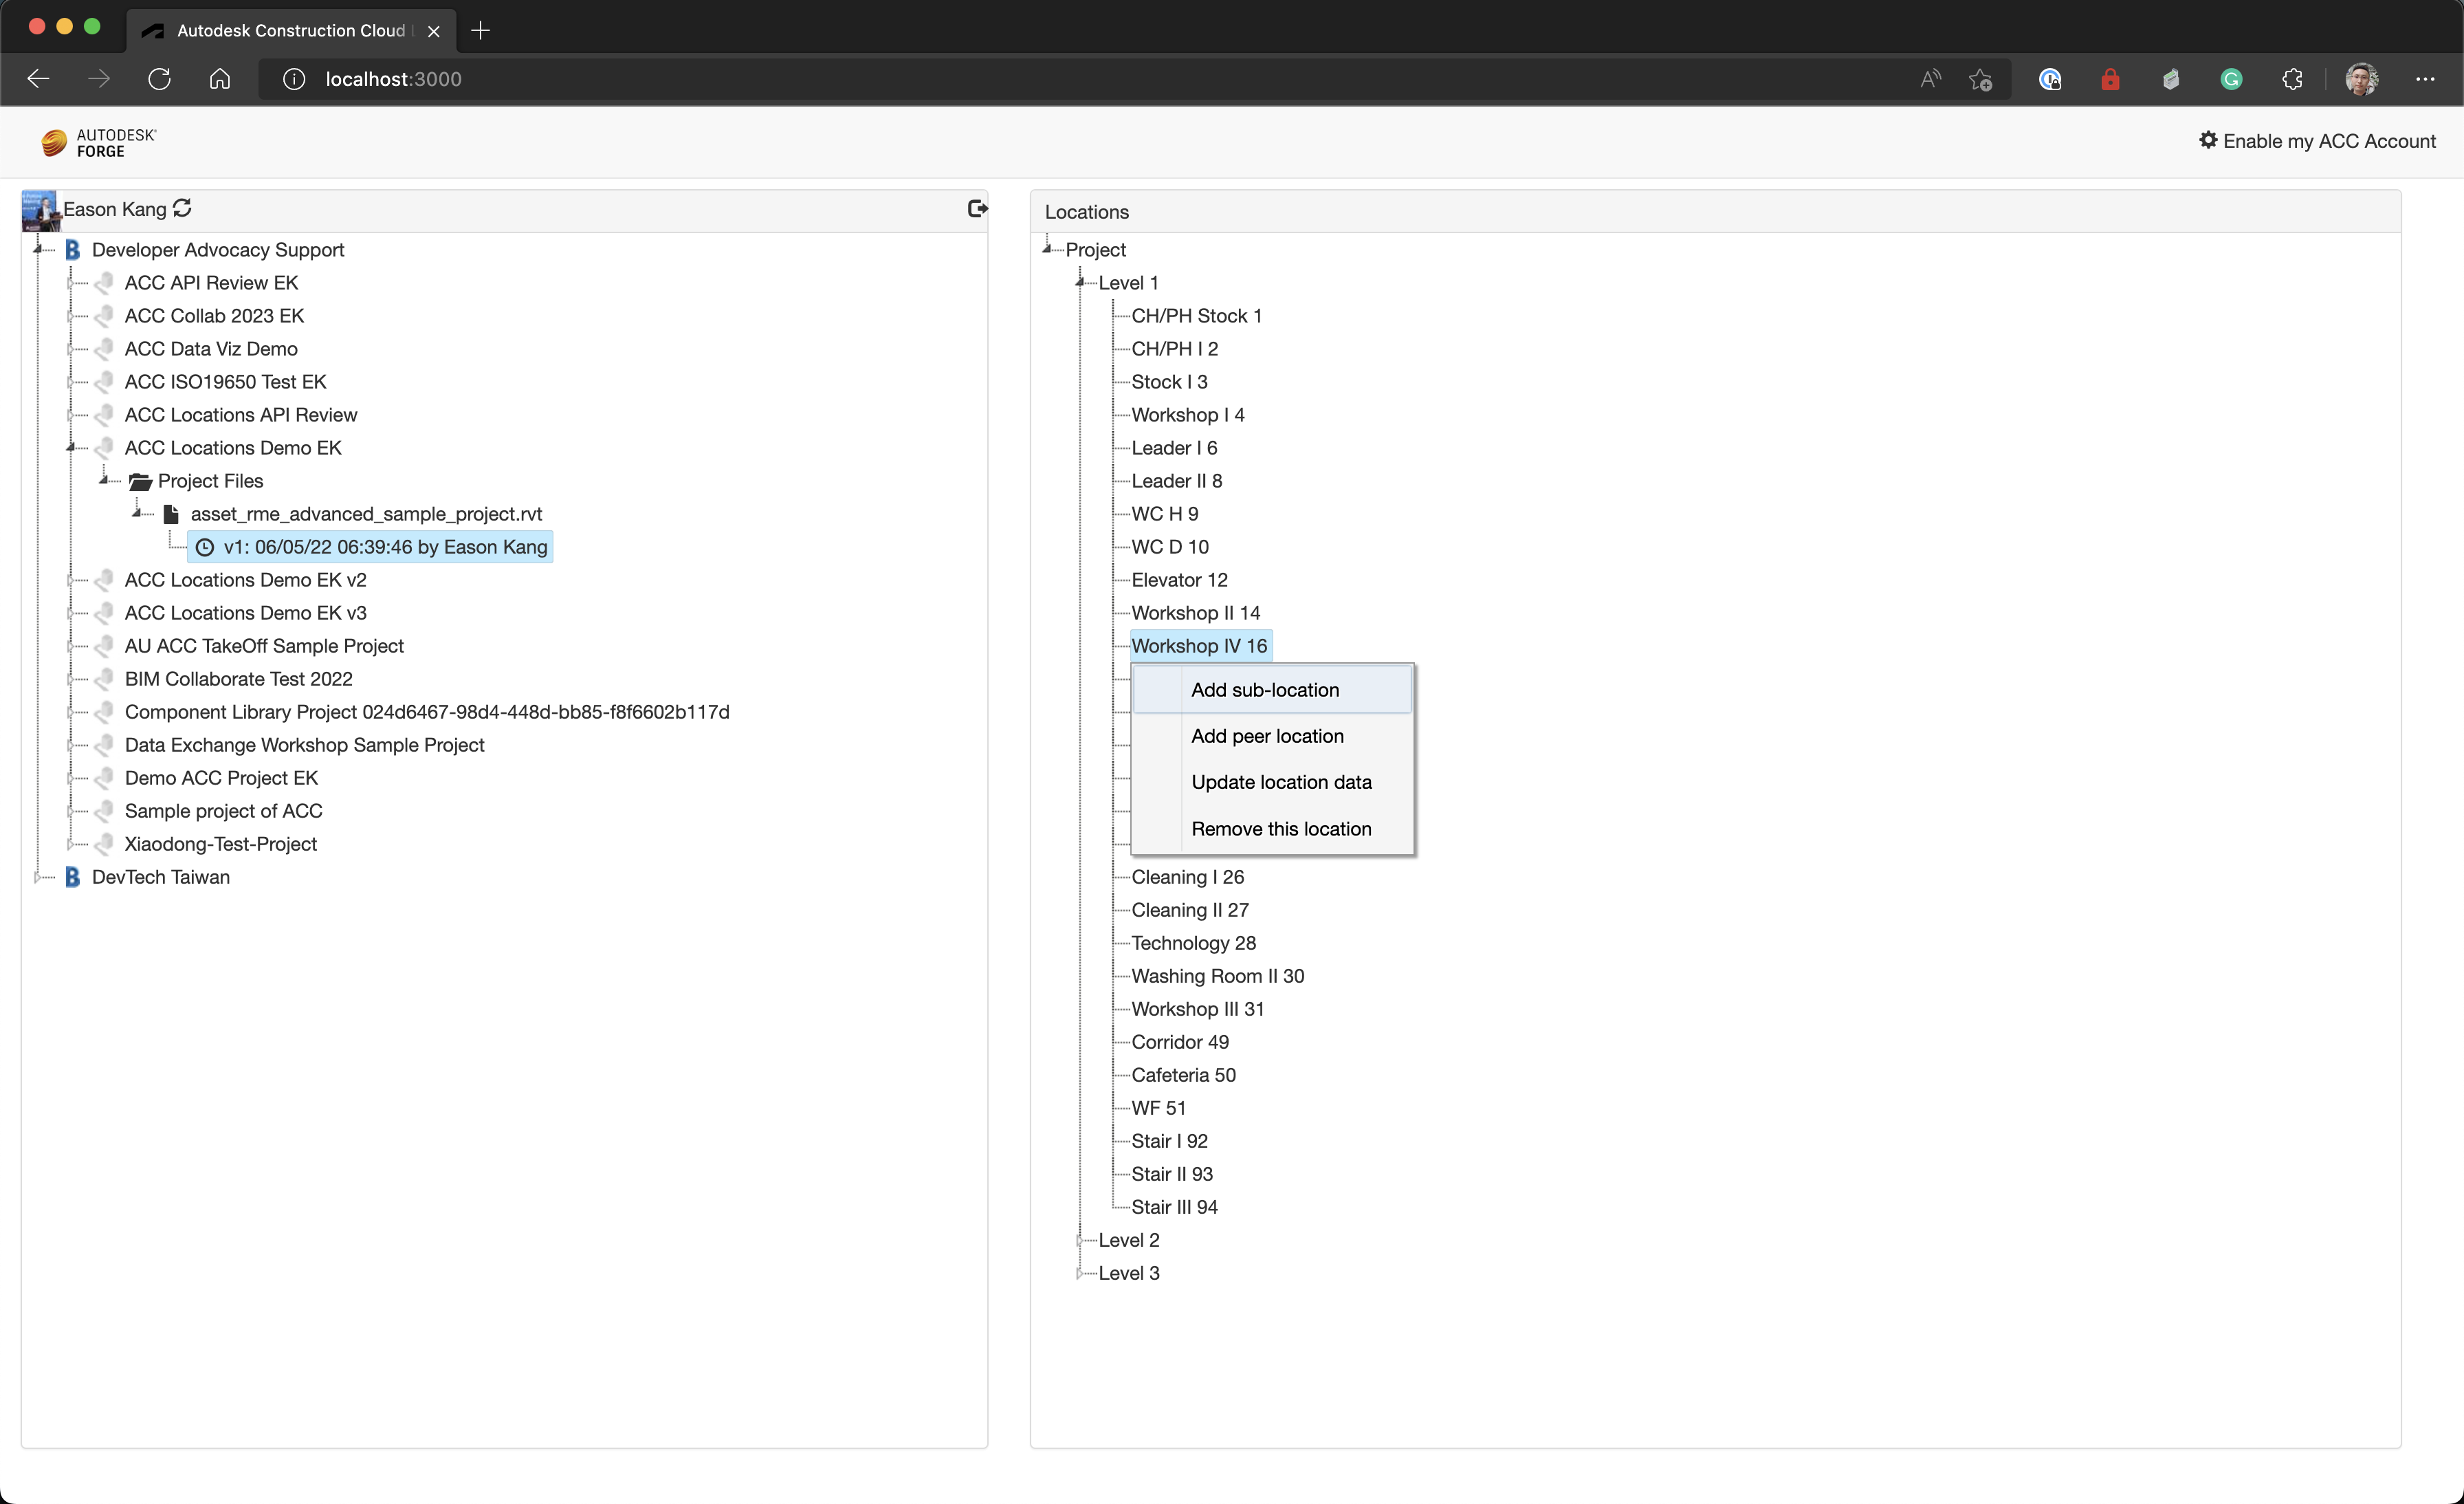 Autodesk Construction Cloud
localhost:3000
AUTODESK
FORGE
Enable my ACC Account
Eason Kang
Developer Advocacy Support
ACC API Review EK
ACC Collab 2023 EK
ACC Data Viz Demo
ACC ISO19650 Test EK
ACC Locations API Review
ACC Locations Demo EK
Project Files
asset_rme_advanced_sample_project.rvt
v1: 06/05/22 06:39:46 by Eason Kang
ACC Locations Demo EK v2
ACC Locations Demo EK v3
AU ACC TakeOff Sample Project
BIM Collaborate Test 2022
Component Library Project 024d6467-98d4-448d-bb85-f8f6602b117d
Data Exchange Workshop Sample Project
Demo ACC Project EK
Sample project of ACC
Xiaodong-Test-Project
DevTech Taiwan
Locations
Project
Level 1
CH/PH Stock 1
CH/PH I 2
Stock I 3
Workshop I 4
Leader I 6
Leader II 8
WC H 9
WC D 10
Elevator 12
Workshop II 14
Workshop IV 16
Add sub-location
Add peer location
Update location data
Remove this location
Cleaning I 26
Cleaning II 27
Technology 28
Washing Room II 30
Workshop III 31
Corridor 49
Cafeteria 50
WF 51
Stair I 92
Stair II 93
Stair III 94
Level 2
Level 3